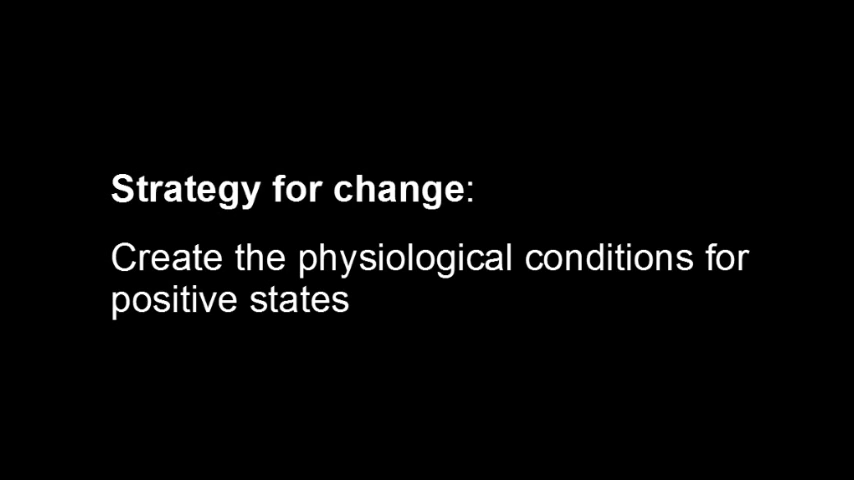 Strategy for change:
Create the physiological conditions for
positive states